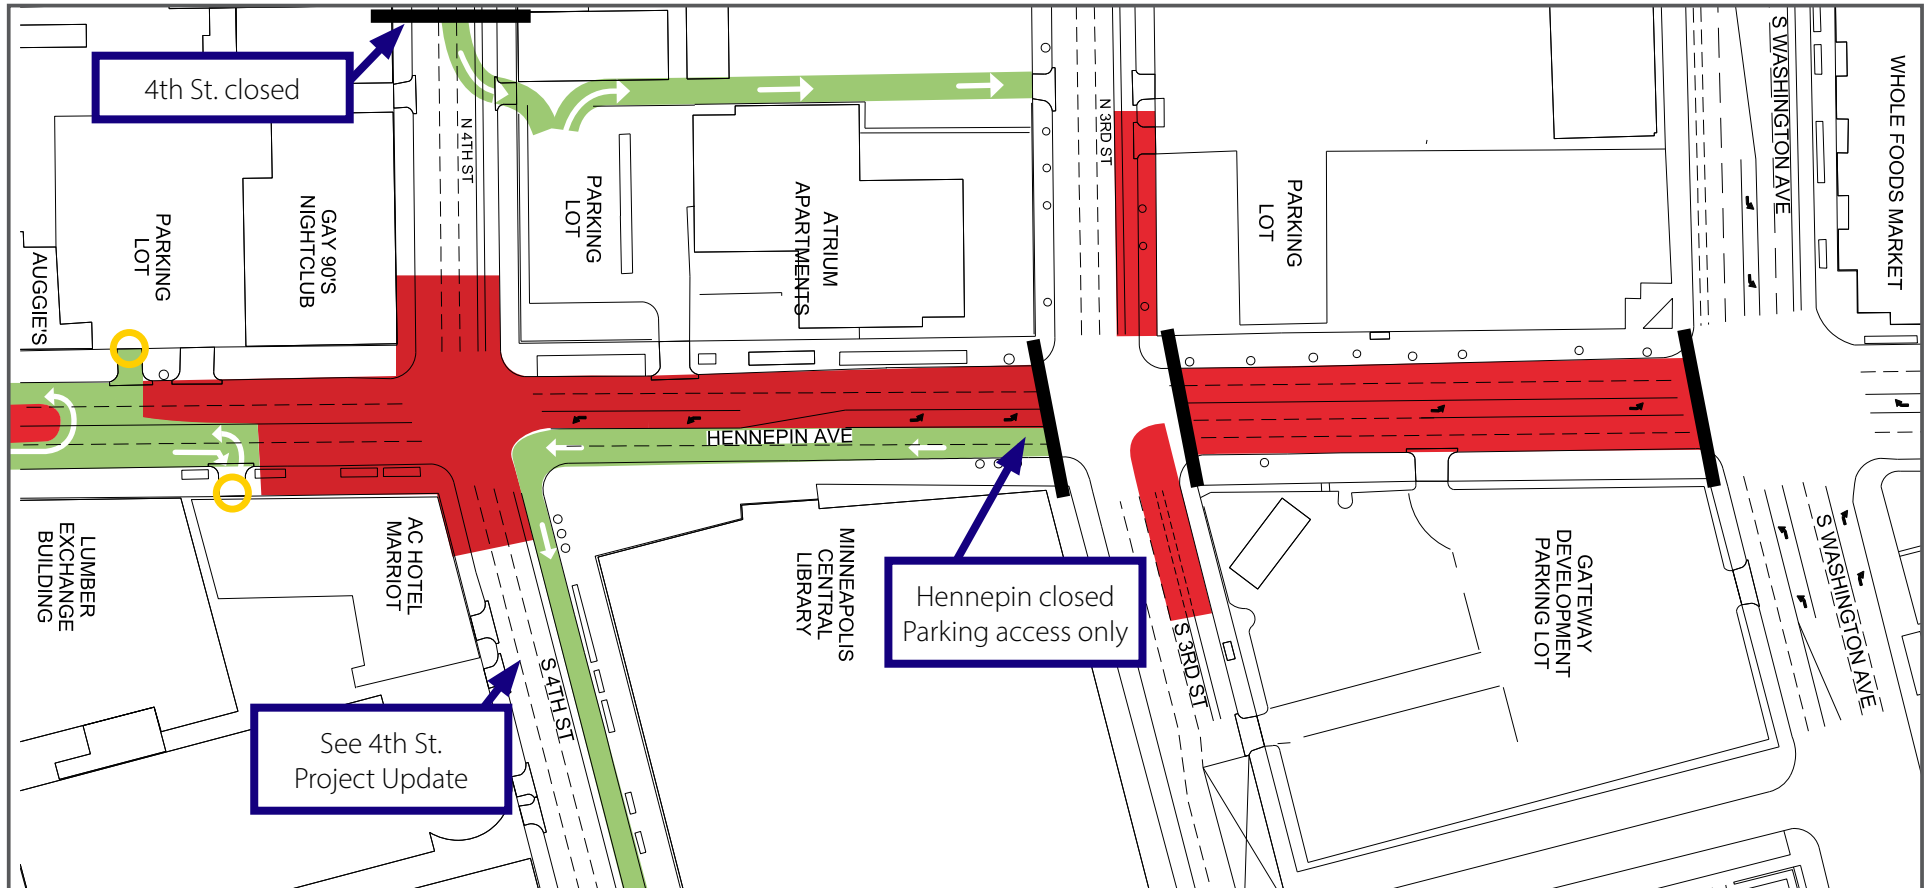 4th St. closed
N 4TH ST
N 3RD ST
S WASHINGTON AVE
WHOLE FOODS MARKET
AUGGIE'S
PARKING
LOT
GAY 90'S
NIGHTCLUB
PARKING
LOT
ATRIUM
APARTMENTS
PARKING
LOT
HENNEPIN AVE
LUMBER
EXCHANGE
BUILDING
AC HOTEL
MARRIOT
MINNEAPOLIS
CENTRAL
LIBRARY
Hennepin closed
Parking access only
GATEWAY
DEVELOPMENT
PARKING LOT
S WASHINGTON AVE
S 3RD ST
S 4TH ST
See 4th St.
Project Update